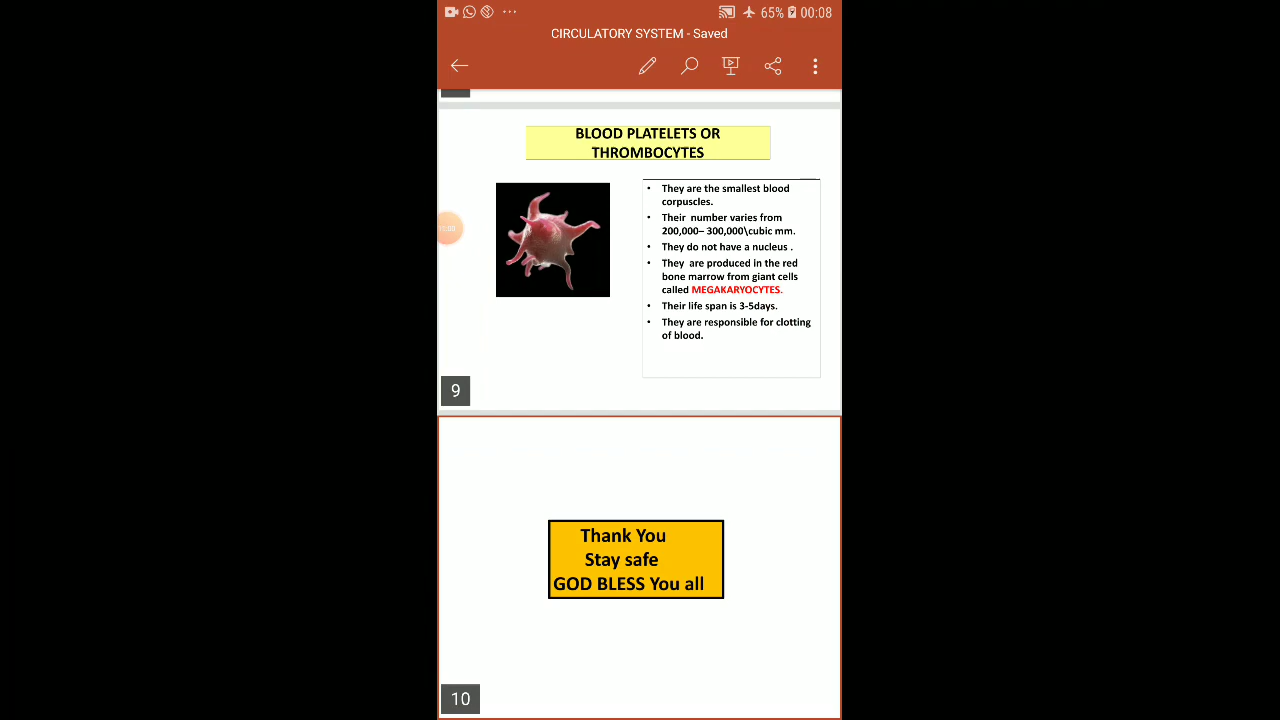 65% 00:08
CIRCULATORY SYSTEM - Saved
BLOOD PLATELETS OR
THROMBOCYTES
• They are the smallest blood
corpuscles.
• Their number varies from
200,000– 300,000\cubic mm.
• They do not have a nucleus .
• They are produced in the red
bone marrow from giant cells
called MEGAKARYOCYTES.
• Their life span is 3-5days.
• They are responsible for clotting
of blood.
9
Thank You
Stay safe
GOD BLESS You all
10